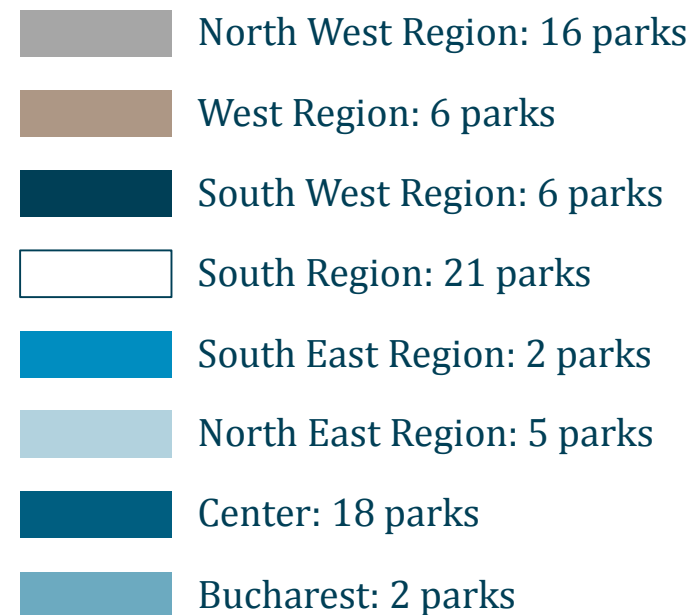 North West Region: 16 parks
West Region: 6 parks
South West Region: 6 parks
South Region: 21 parks
South East Region: 2 parks
North East Region: 5 parks
Center: 18 parks
Bucharest: 2 parks